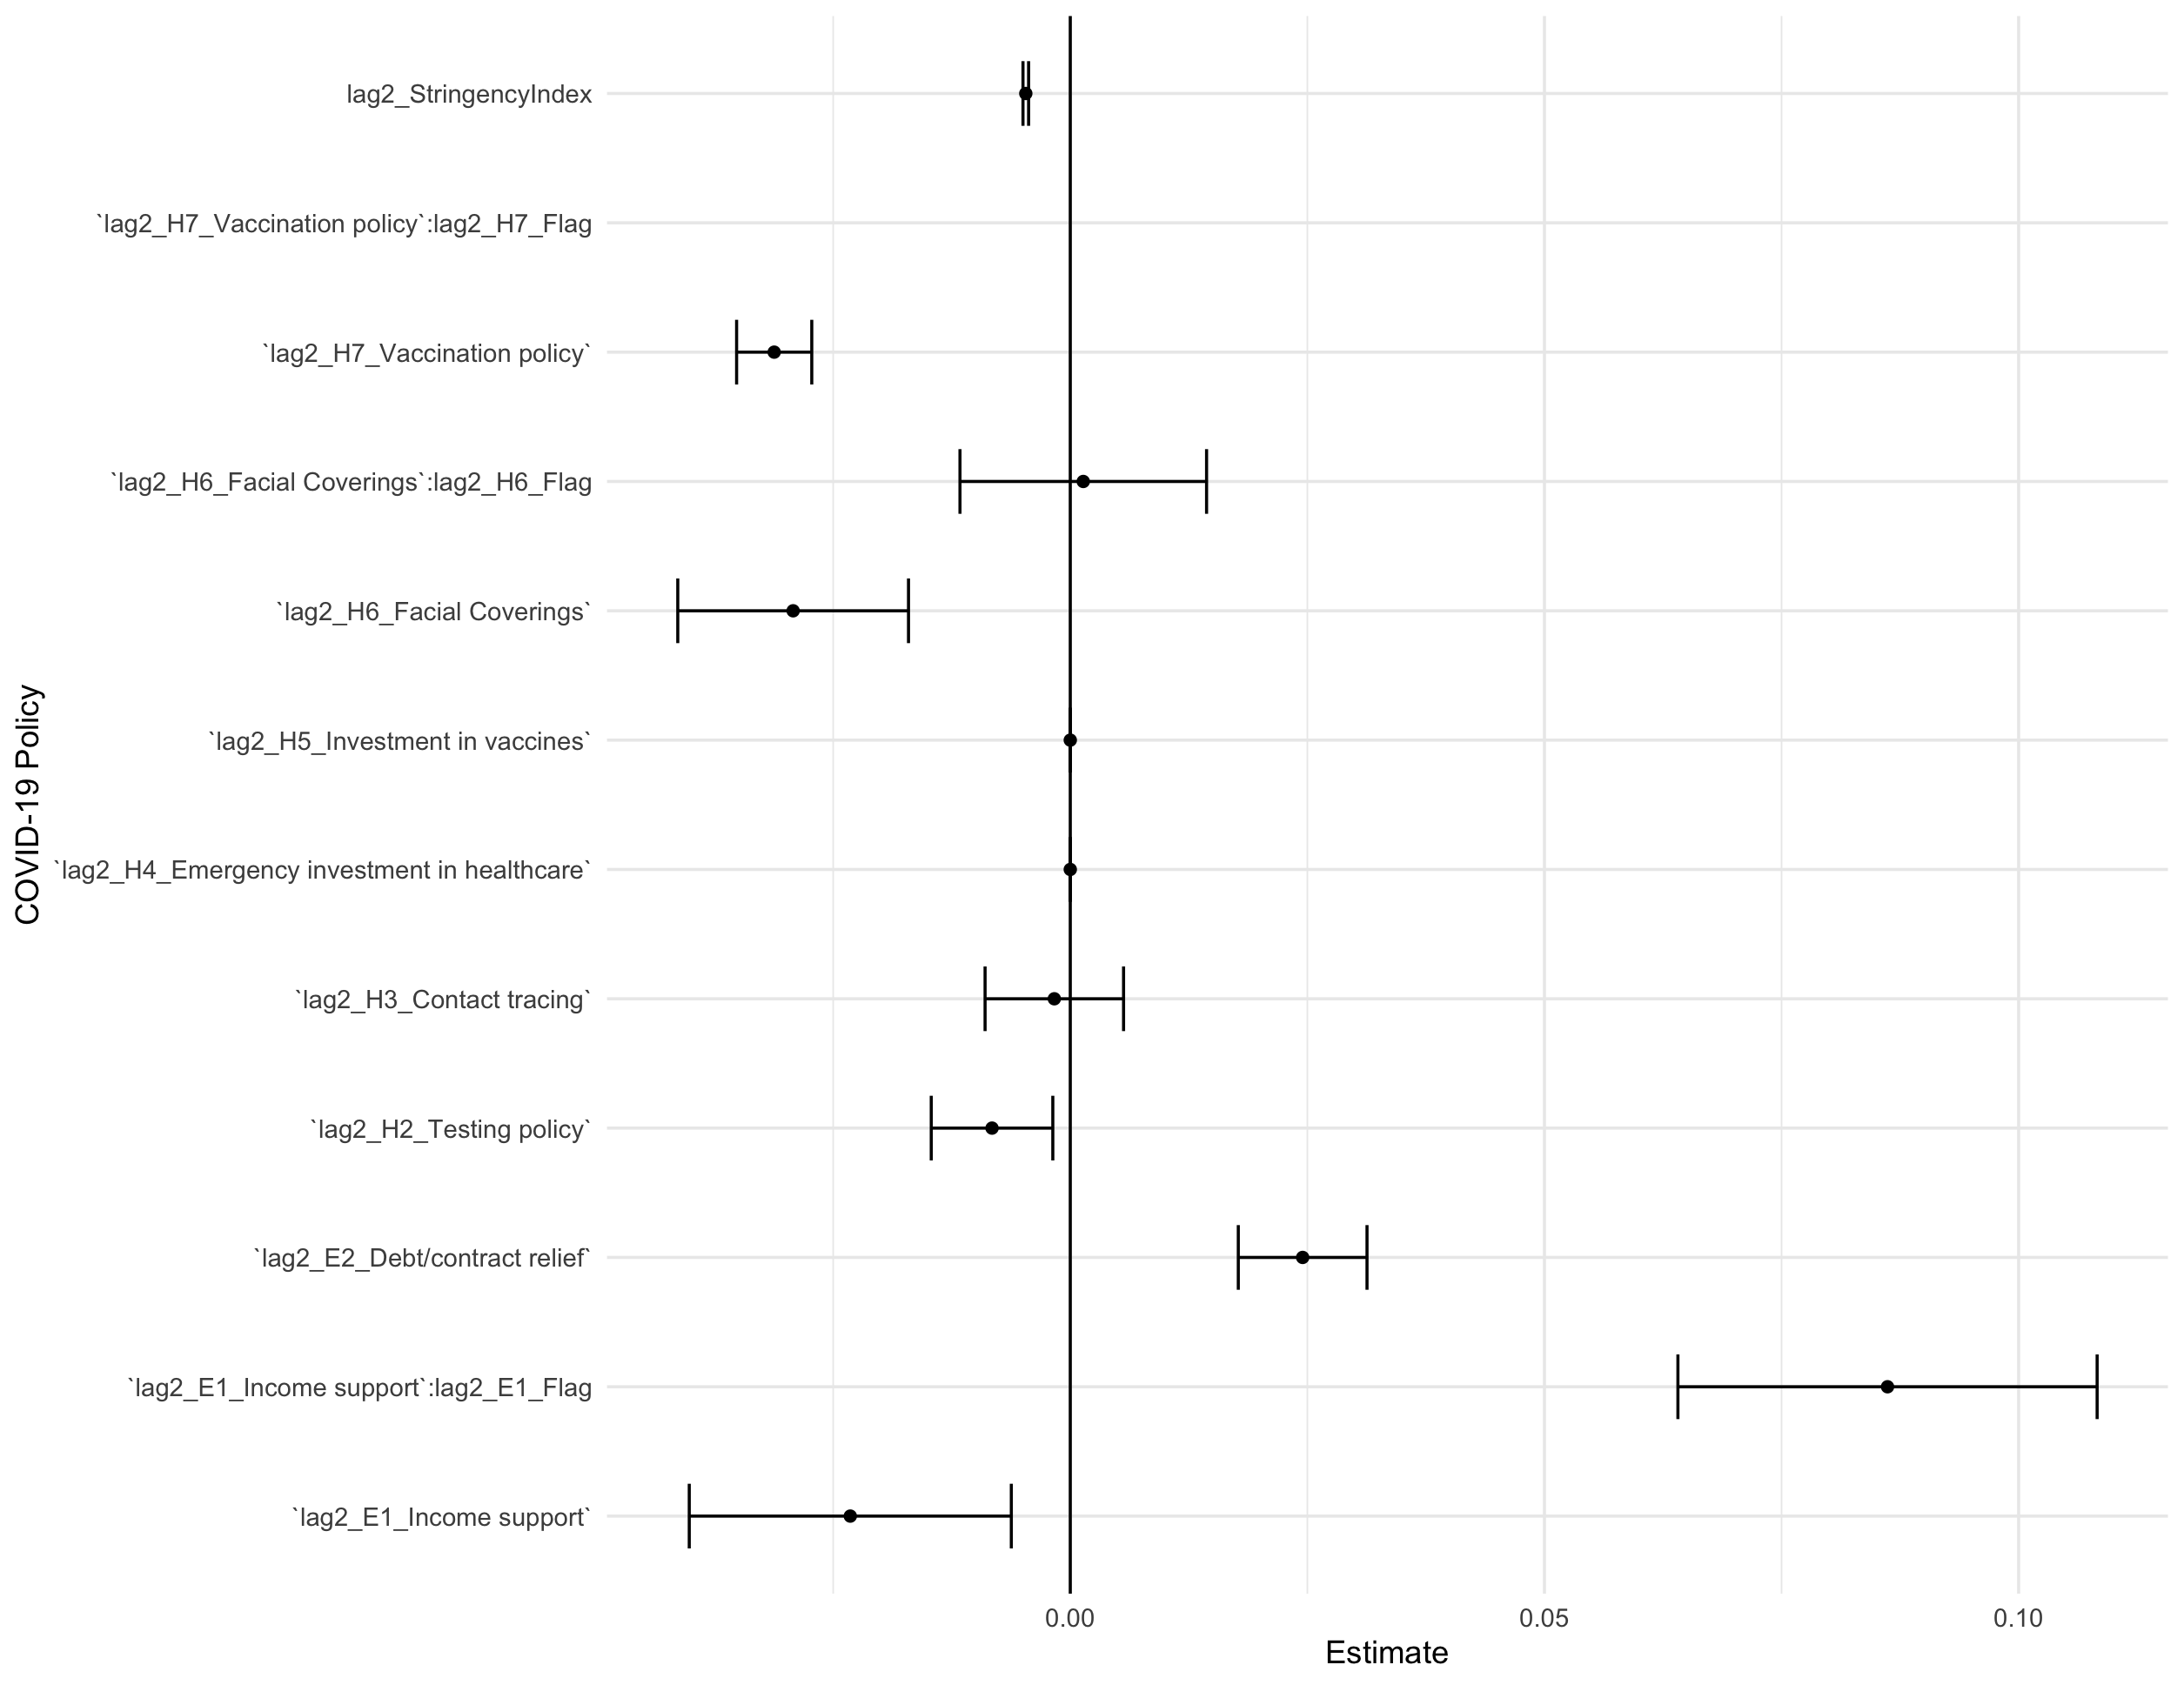 lag2_StringencyIndex
`lag2_H7_Vaccination policy`:lag2_H7_Flag
`lag2_H7_Vaccination policy`
`lag2_H6_Facial Coverings`:lag2_H6_Flag
`lag2_H6_Facial Coverings`
`lag2_H5_Investment in vaccines`
`lag2_H4_Emergency investment in healthcare`
`lag2_H3_Contact tracing`
`lag2_H2_Testing policy`
`lag2_E2_Debt/contract relief`
`lag2_E1_Income support`:lag2_E1_Flag
`lag2_E1_Income support`
COVID-19 Policy
0.00 0.05 0.10
Estimate